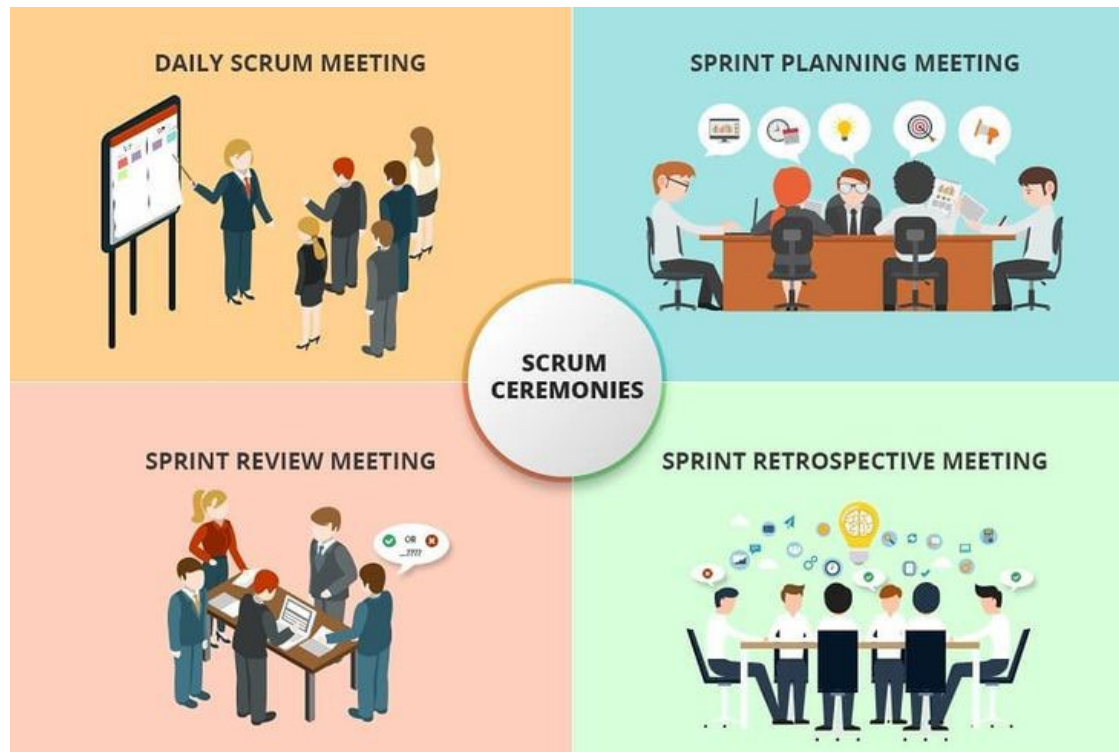 DAILY SCRUM MEETING
SPRINT PLANNING MEETING
SCRUM
CEREMONIES
SPRINT REVIEW MEETING
OR
...????
SPRINT RETROSPECTIVE MEETING